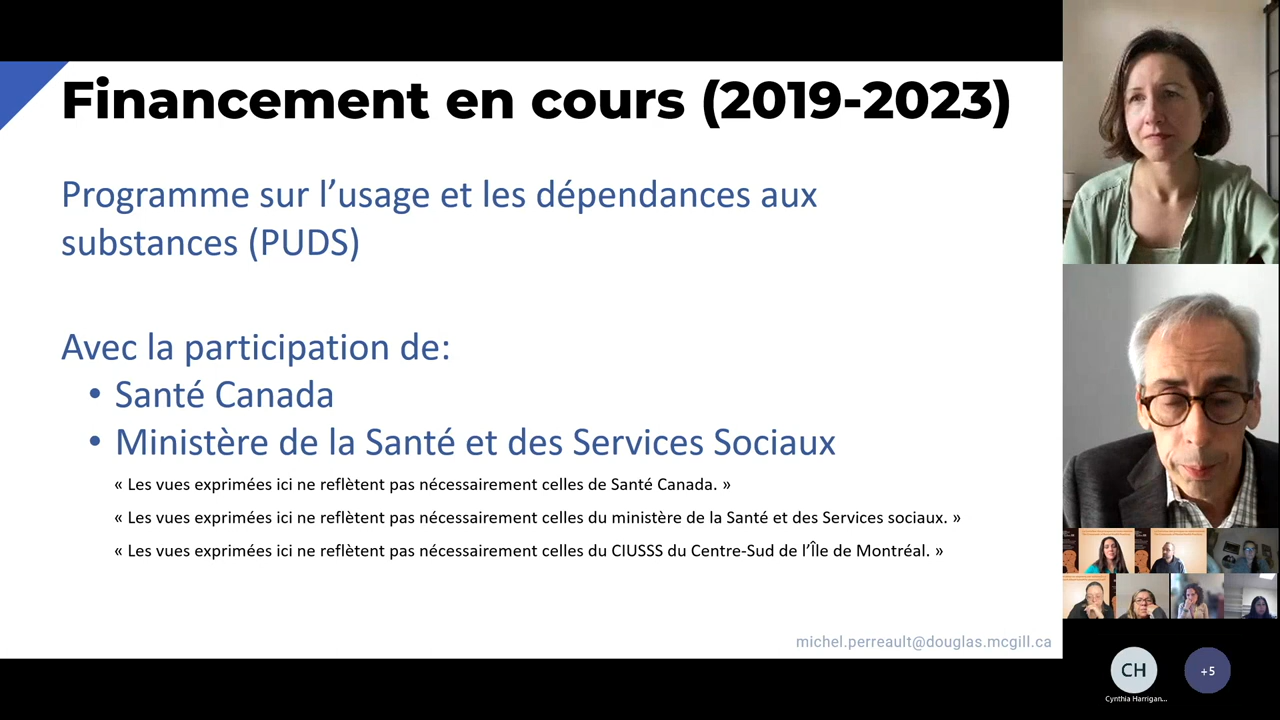 Financement en cours (2019-2023)
Programme sur l’usage et les dépendances aux
substances (PUDS)
Avec la participation de:
• Santé Canada
• Ministère de la Santé et des Services Sociaux
« Les vues exprimées ici ne reflètent pas nécessairement celles de Santé Canada. »
« Les vues exprimées ici ne reflètent pas nécessairement celles du ministère de la Santé et des Services sociaux. »
« Les vues exprimées ici ne reflètent pas nécessairement celles du CIUSSS du Centre-Sud de l’Île de Montréal. »
michel.perreault@douglas.mcgill.ca
CH
+5
Cynthia Harrigan...